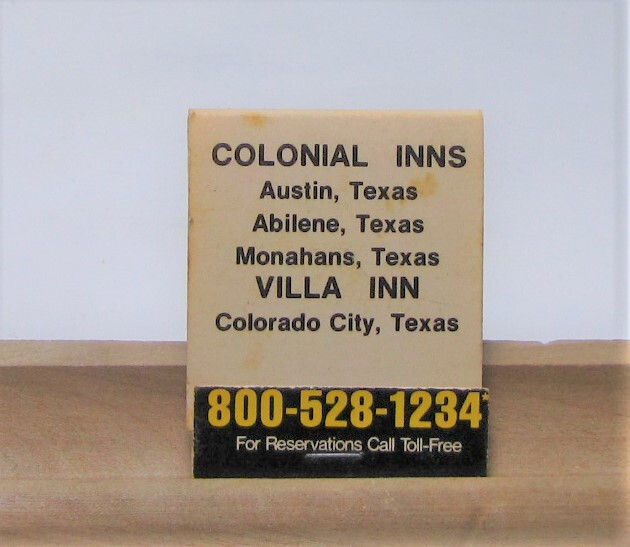 COLONIAL INNS
Austin, Texas
Abilene, Texas
Monahans, Texas
VILLA INN
Colorado City, Texas
800-528-1234*
For Reservations Call Toll-Free